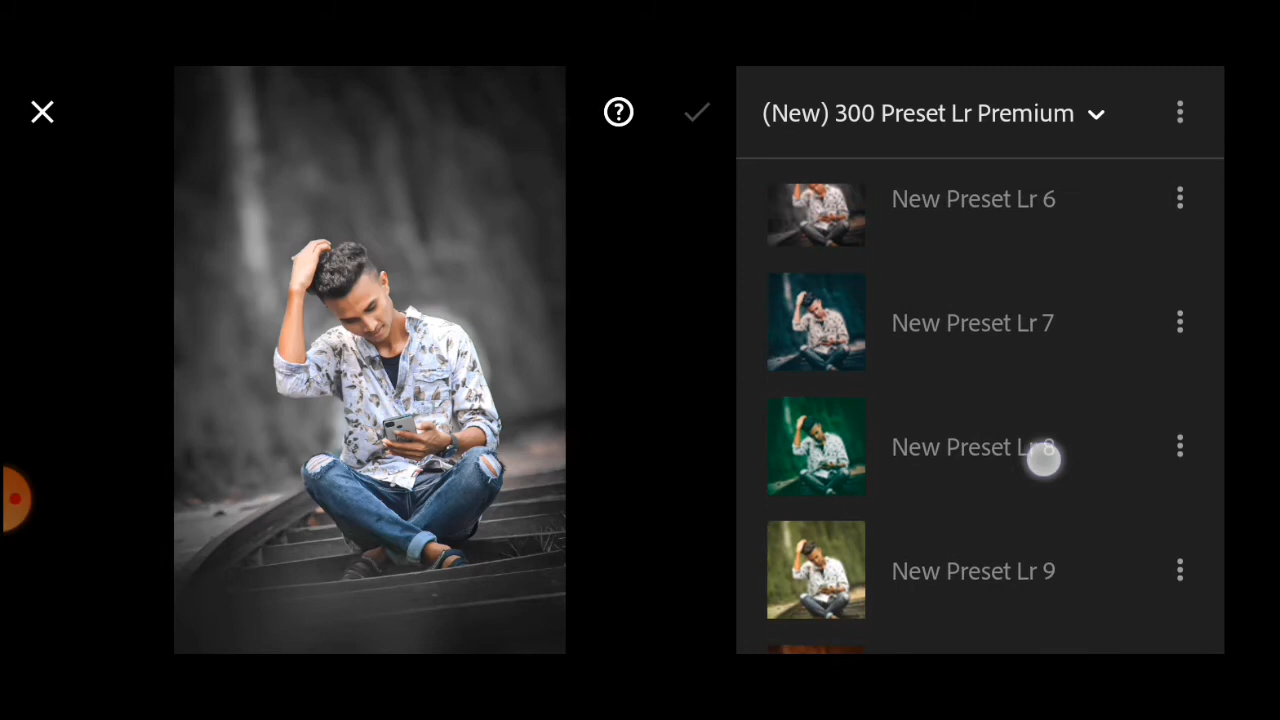 (New) 300 Preset Lr Premium
New Preset Lr 6
New Preset Lr 7
New Preset Lr 8
New Preset Lr 9